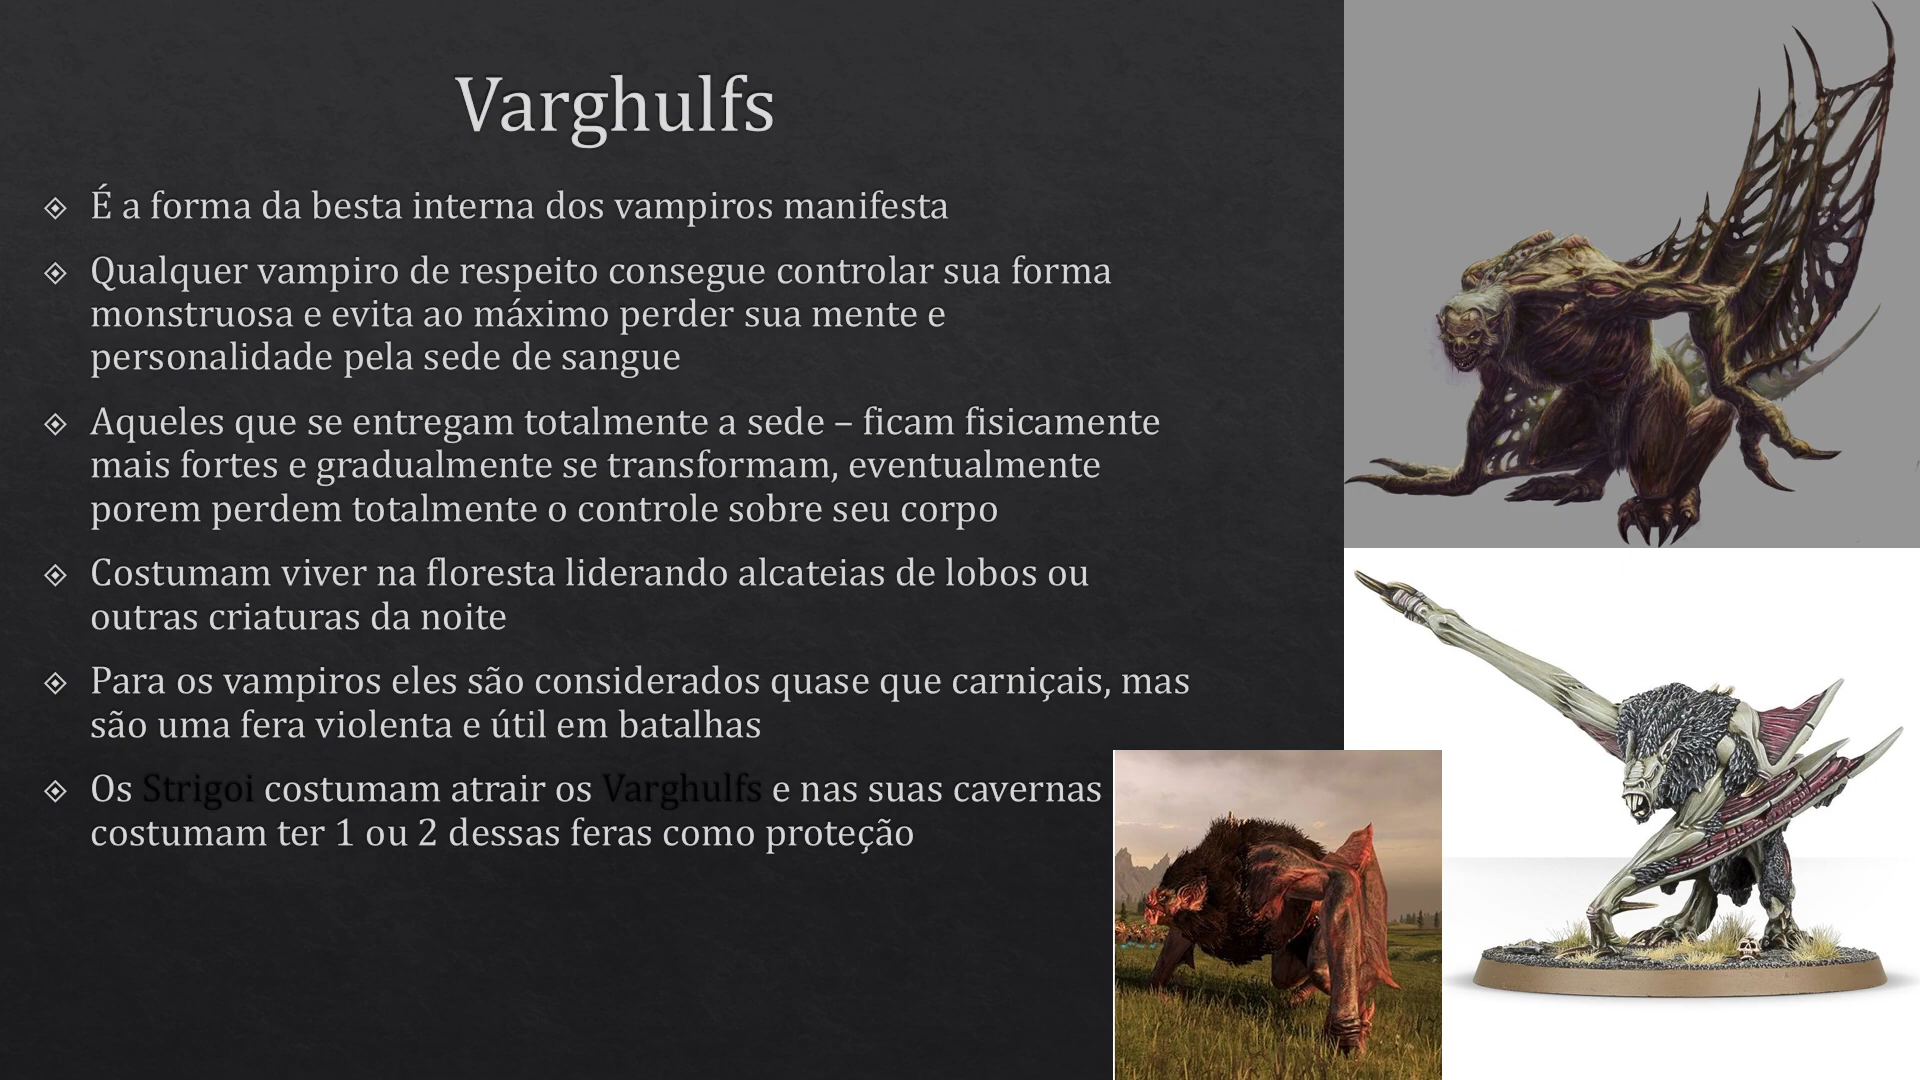 Varghulfs
É a forma da besta interna dos vampiros manifesta
Qualquer vampiro de respeito consegue controlar sua forma
monstruosa e evita ao máximo perder sua mente e
personalidade pela sede de sangue
Aqueles que se entregam totalmente a sede – ficam fisicamente
mais fortes e gradualmente se transformam, eventualmente
porem perdem totalmente o controle sobre seu corpo
Costumam viver na floresta liderando alcateias de lobos ou
outras criaturas da noite
Para os vampiros eles são considerados quase que carniçais, mas
são uma fera violenta e útil em batalhas
Os Strigoi costumam atrair os Varghulfs e nas suas cavernas
costumam ter 1 ou 2 dessas feras como proteção